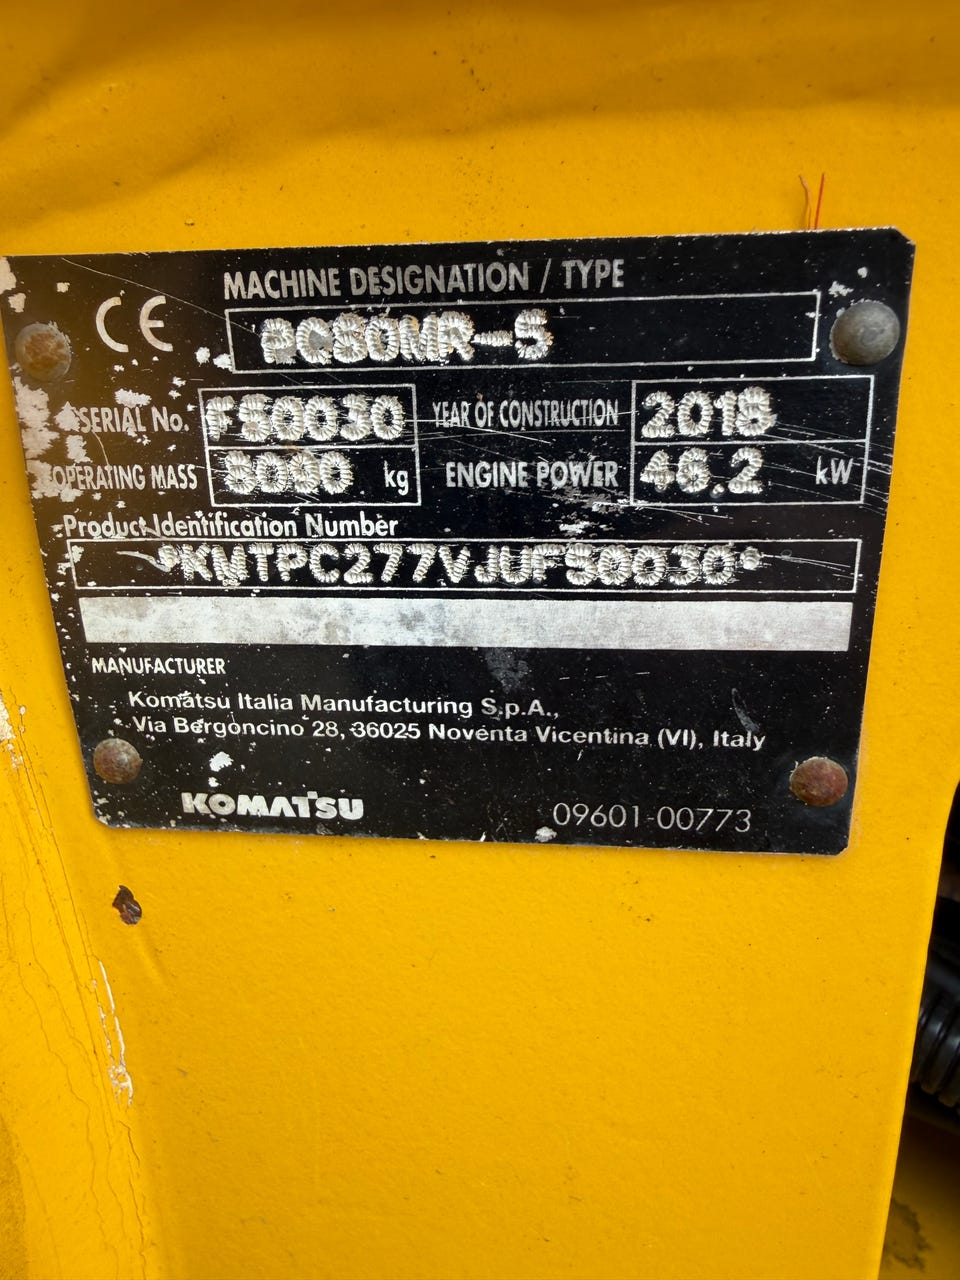 CE
MACHINE DESIGNATION / TYPE
PC80MR-5
SERIAL No. F50030 YEAR OF CONSTRUCTION 2018
OPERATING MASS kg ENGINE POWER 46.2 kW
Product Identification Number
*KMTPC277VJUF50030*
MANUFACTURER
Komatsu Italia Manufacturing S.p.A.,
Via Bergoncino 28, 36025 Noventa Vicentina (VI), Italy
KOMATSU 09601-00773